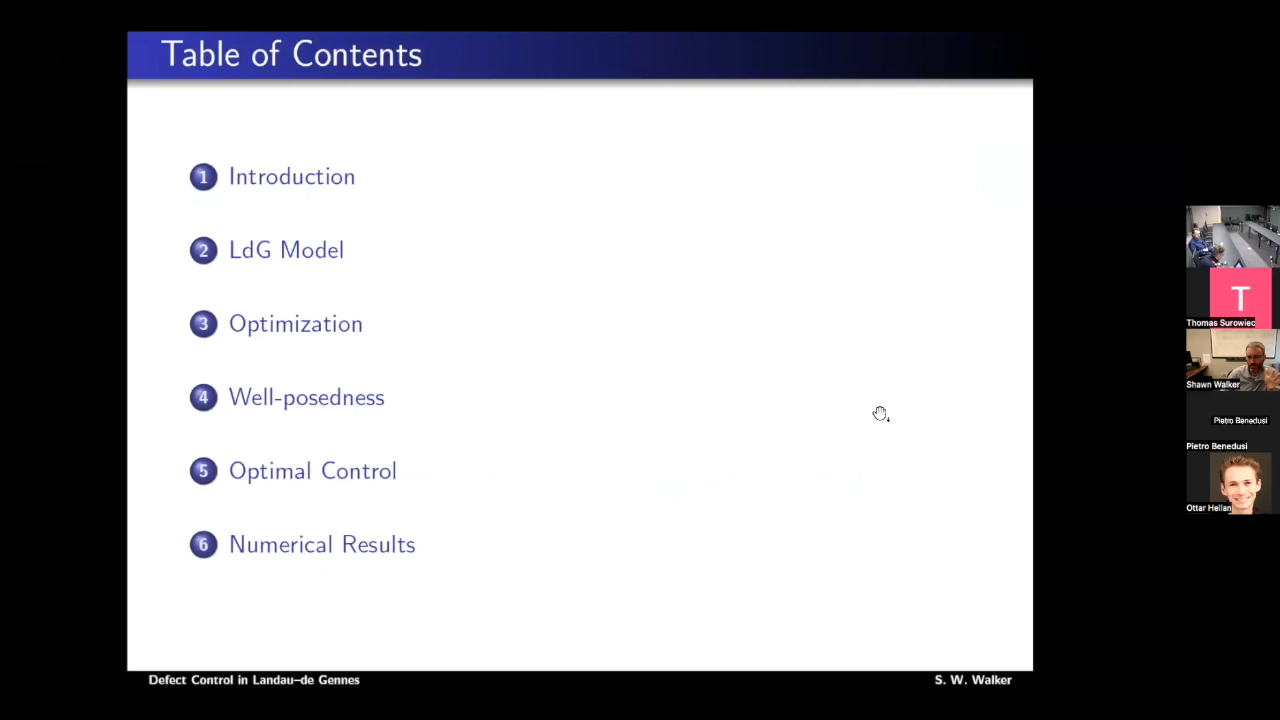 Table of Contents
1 Introduction
2 LdG Model
3 Optimization
4 Well-posedness
5 Optimal Control
6 Numerical Results
Defect Control in Landau–de Gennes
S. W. Walker
T
Thomas Surowiec
Shawn Walker
Pietro Benedusi
Pietro Benedusi
Ottar Hellan